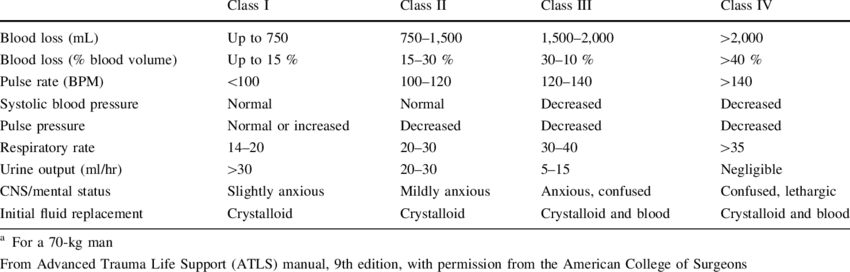 Class I Class II Class III Class IV
Blood loss (mL) Up to 750 750–1,500 1,500–2,000 >2,000
Blood loss (% blood volume) Up to 15 % 15–30 % 30–10 % >40 %
Pulse rate (BPM) <100 100–120 120–140 >140
Systolic blood pressure Normal Normal Decreased Decreased
Pulse pressure Normal or increased Decreased Decreased Decreased
Respiratory rate 14–20 20–30 30–40 >35
Urine output (ml/hr) >30 20–30 5–15 Negligible
CNS/mental status Slightly anxious Mildly anxious Anxious, confused Confused, lethargic
Initial fluid replacement Crystalloid Crystalloid Crystalloid and blood Crystalloid and blood
a For a 70-kg man
From Advanced Trauma Life Support (ATLS) manual, 9th edition, with permission from the American College of Surgeons